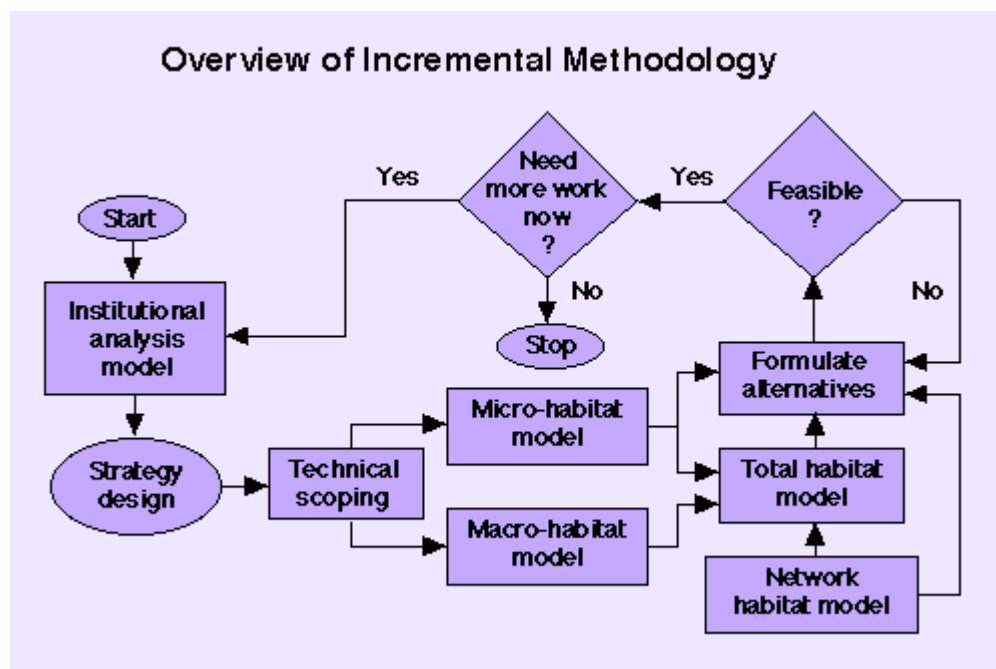 Overview of Incremental Methodology
Need
more work
now
?
Yes
Yes
Feasible
?
Start
No
No
Institutional
analysis
model
Stop
Formulate
alternatives
Micro-habitat
model
Strategy
design
Technical
scoping
Total habitat
model
Macro-habitat
model
Network
habitat model